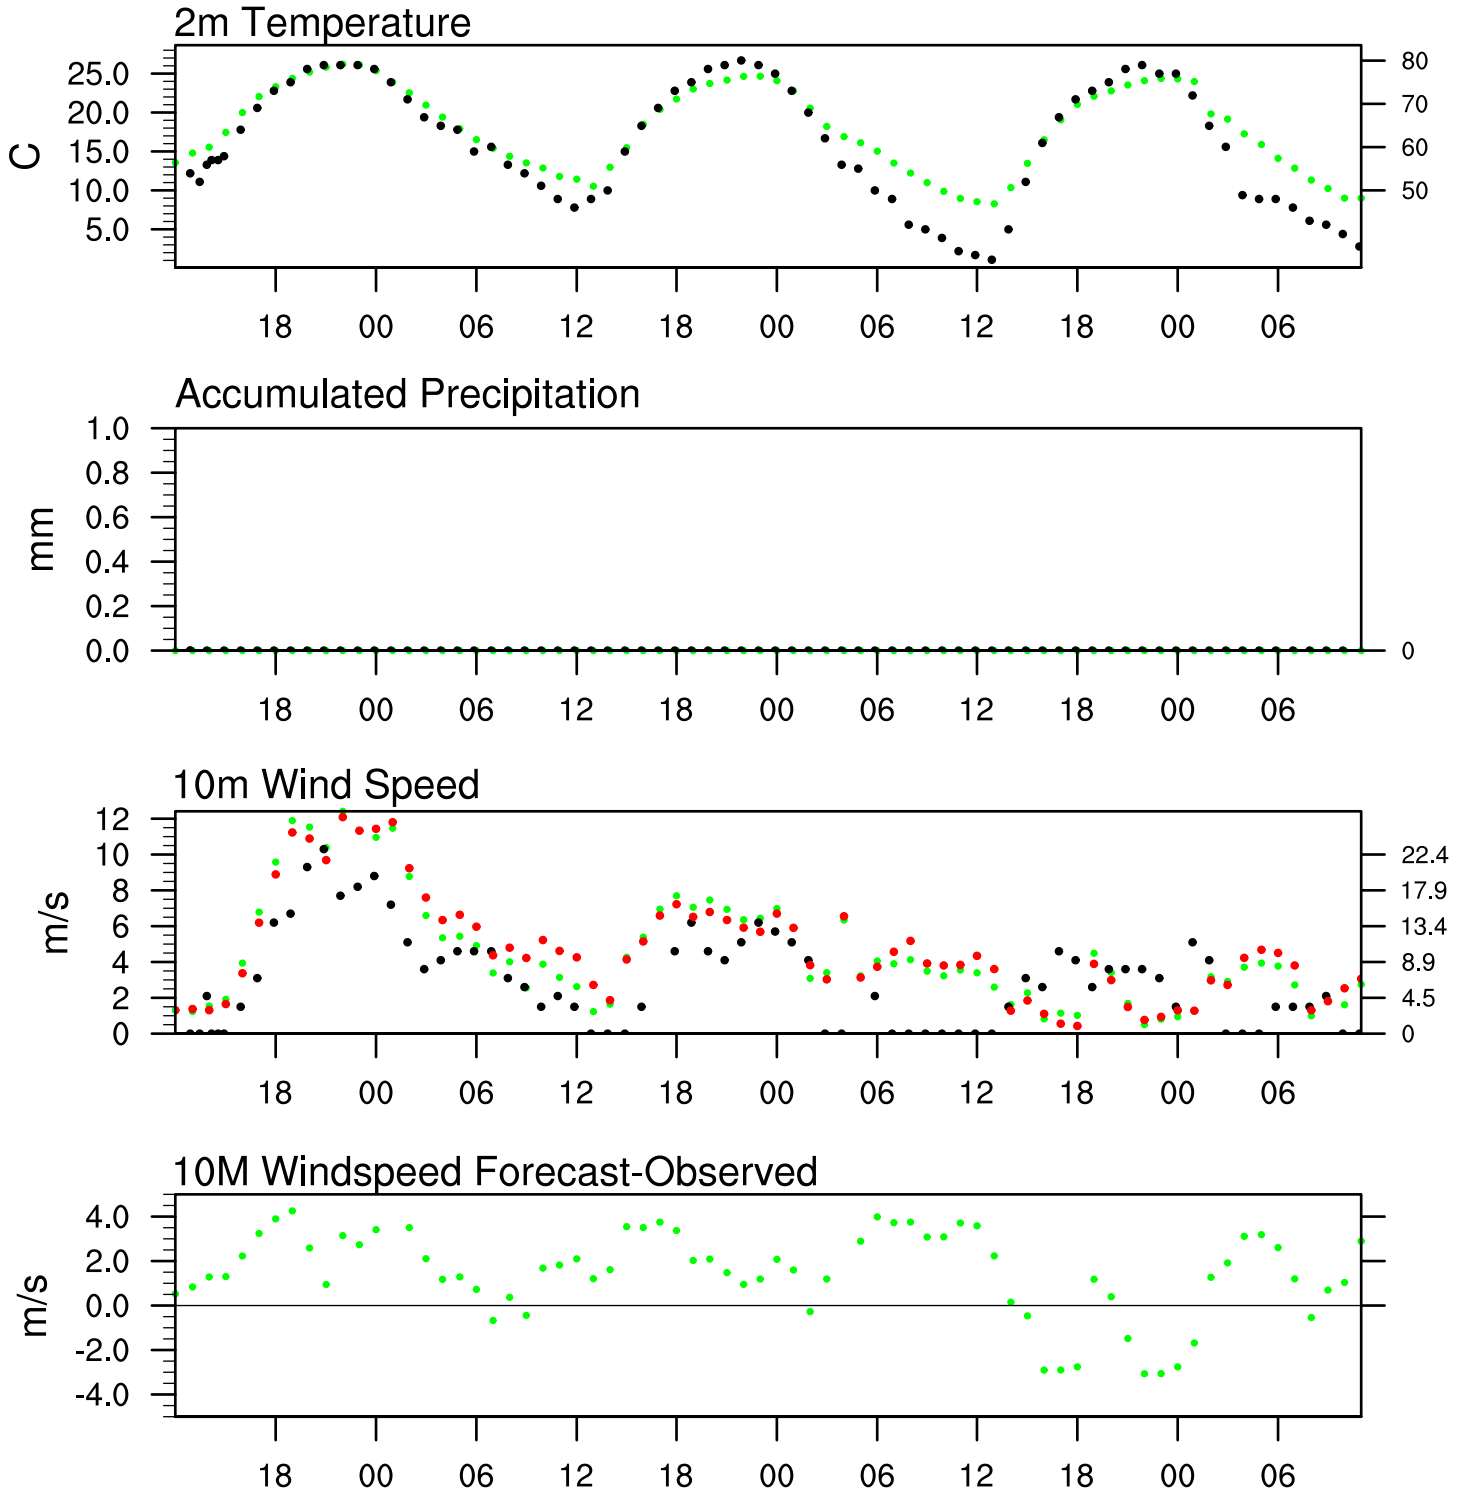 2m Temperature
25.0 80
20.0 70
15.0 60
10.0 50
5.0
C
18 00 06 12 18 00 06 12 18 00 06
Accumulated Precipitation
1.0
0.8
0.6
0.4
0.2
0.0 0
mm
18 00 06 12 18 00 06 12 18 00 06
10m Wind Speed
12
10 22.4
8 17.9
6 13.4
4 8.9
2 4.5
0 0
m/s
18 00 06 12 18 00 06 12 18 00 06
10M Windspeed Forecast-Observed
4.0
2.0
0.0
-2.0
-4.0
m/s
18 00 06 12 18 00 06 12 18 00 06